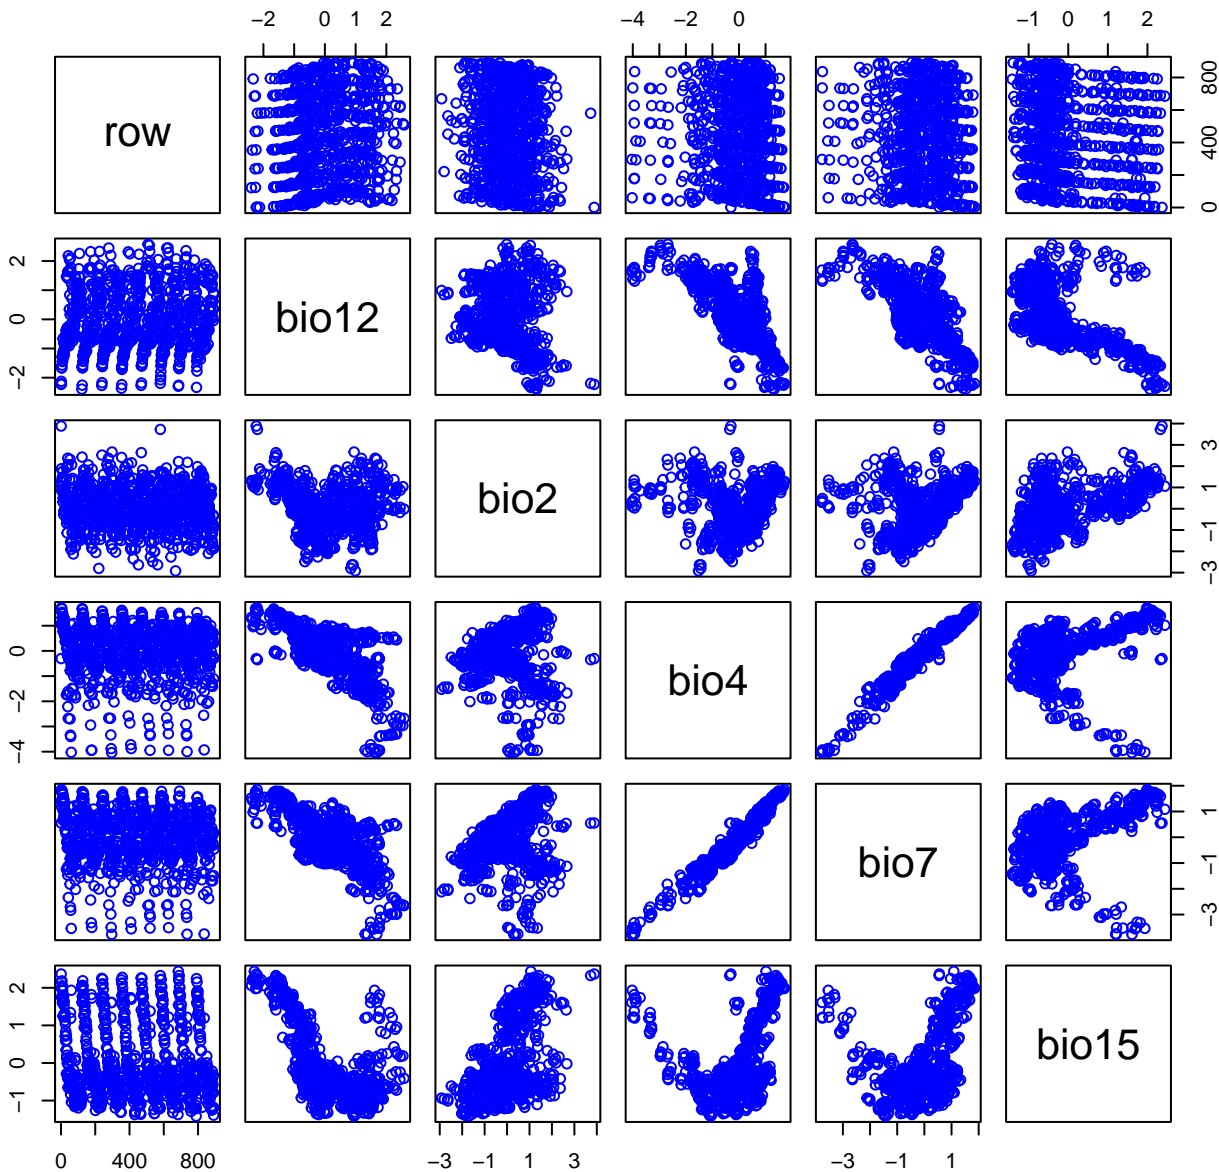 −2 0 1 2 −4 −2 0 −1 0 1 2
row 0 400 800
−2 0 2 bio12
bio2 −3 −1 1 3
−4 −2 0 bio4
bio7 −3 −1 1
−1 0 1 2 bio15
0 400 800 −3 −1 1 3 −3 −1 1